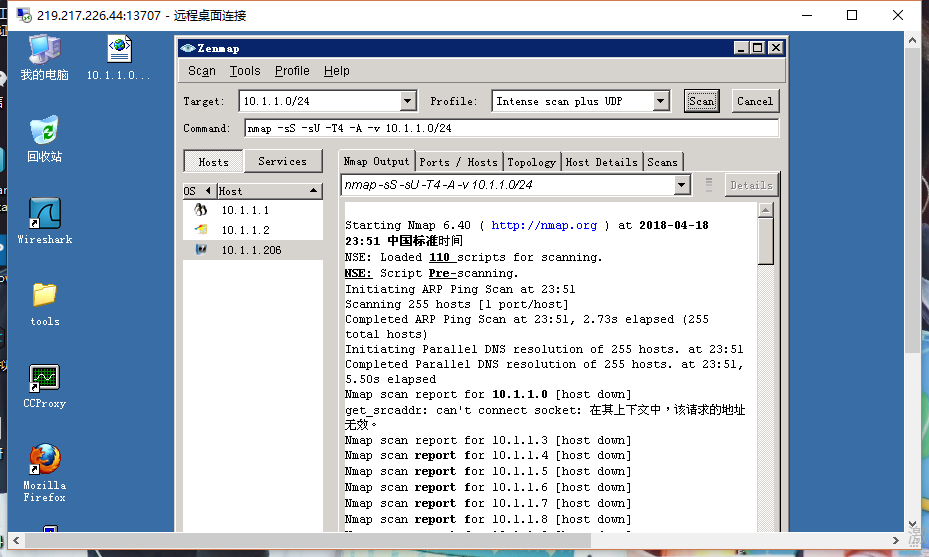 219.217.226.44:13707 - 远程桌面连接
我的电脑
10.1.1.0...
回收站
Wireshark
tools
CCProxy
Mozilla
Firefox
Zenmap
Scan Tools Profile Help
Target: 10.1.1.0/24 Profile: Intense scan plus UDP Scan Cancel
Command: nmap -sS -sU -T4 -A -v 10.1.1.0/24
Hosts Services
OS Host
10.1.1.1
10.1.1.2
10.1.1.206
Nmap Output Ports / Hosts Topology Host Details Scans
nmap -sS -sU -T4 -A -v 10.1.1.0/24 Details
Starting Nmap 6.40 ( http://nmap.org ) at 2018-04-18
23:51 中国标准时间
NSE: Loaded 110 scripts for scanning.
NSE: Script Pre-scanning.
Initiating ARP Ping Scan at 23:51
Scanning 255 hosts [1 port/host]
Completed ARP Ping Scan at 23:51, 2.73s elapsed (255
total hosts)
Initiating Parallel DNS resolution of 255 hosts. at 23:51
Completed Parallel DNS resolution of 255 hosts. at 23:51,
5.50s elapsed
Nmap scan report for 10.1.1.0 [host down]
get_srcaddr: can't connect socket: 在其上下文中，该请求的地址
无效。
Nmap scan report for 10.1.1.3 [host down]
Nmap scan report for 10.1.1.4 [host down]
Nmap scan report for 10.1.1.5 [host down]
Nmap scan report for 10.1.1.6 [host down]
Nmap scan report for 10.1.1.7 [host down]
Nmap scan report for 10.1.1.8 [host down]